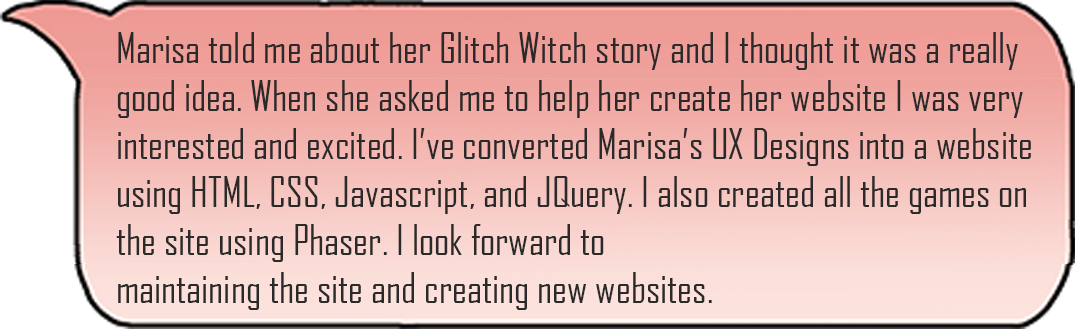 Marisa told me about her Glitch Witch story and I thought it was a really
good idea. When she asked me to help her create her website I was very
interested and excited. I've converted Marisa's UX Designs into a website
using HTML, CSS, Javascript, and JQuery. I also created all the games on
the site using Phaser. I look forward to
maintaining the site and creating new websites.